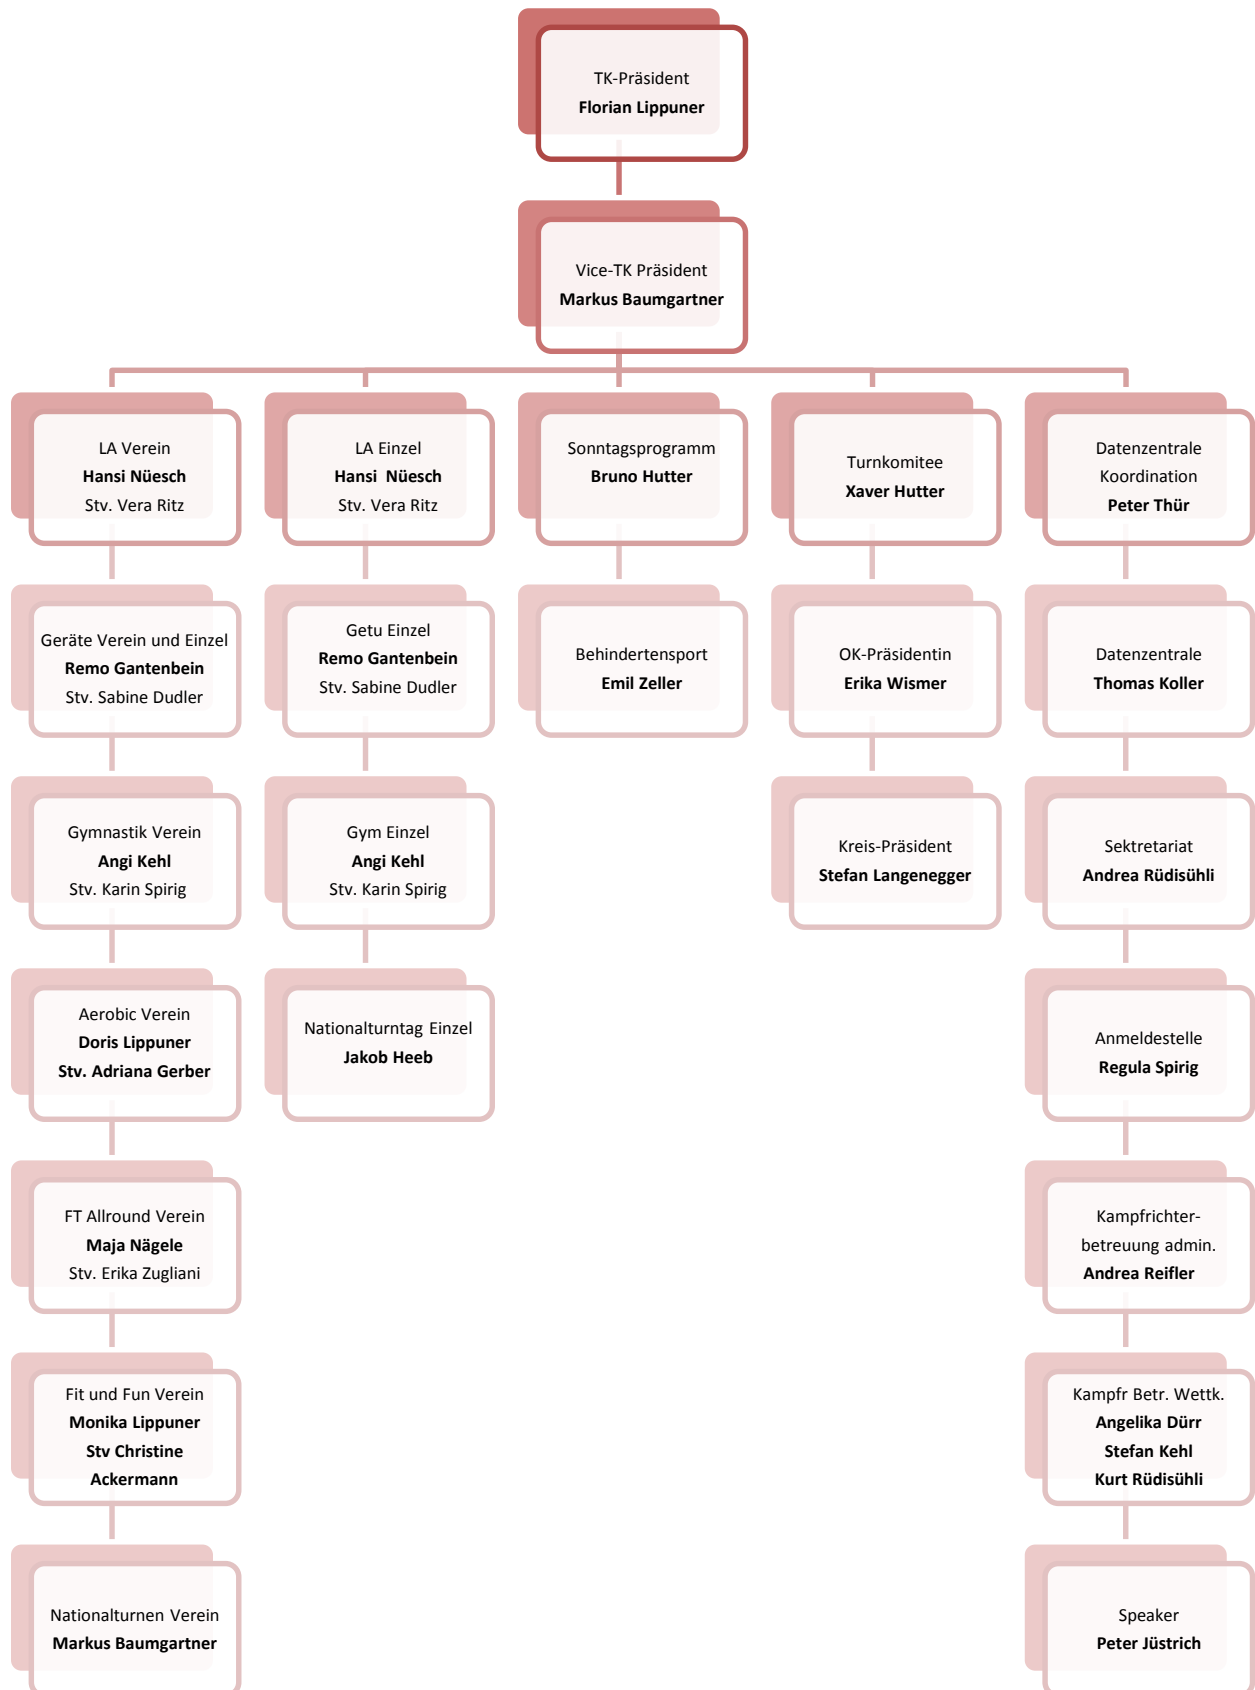 TK-Präsident
Florian Lippuner
Vice-TK Präsident
Markus Baumgartner
LA Verein
Hansi Nüesch
Stv. Vera Ritz
LA Einzel
Hansi  Nüesch
Stv. Vera Ritz
Sonntagsprogramm
Bruno Hutter
Turnkomitee
Xaver Hutter
Datenzentrale
Koordination
Peter Thür
Geräte Verein und Einzel
Remo Gantenbein
Stv. Sabine Dudler
Getu Einzel
Remo Gantenbein
Stv. Sabine Dudler
Behindertensport
Emil Zeller
OK-Präsidentin
Erika Wismer
Datenzentrale
Thomas Koller
Gymnastik Verein
Angi Kehl
Stv. Karin Spirig
Gym Einzel
Angi Kehl
Stv. Karin Spirig
Kreis-Präsident
Stefan Langenegger
Sektretariat
Andrea Rüdisühli
Aerobic Verein
Doris Lippuner
Stv. Adriana Gerber
Nationalturntag Einzel
Jakob Heeb
Anmeldestelle
Regula Spirig
FT Allround Verein
Maja Nägele
Stv. Erika Zugliani
Kampfrichter-
betreuung admin.
Andrea Reifler
Fit und Fun Verein
Monika Lippuner
Stv Christine
Ackermann
Kampfr Betr. Wettk.
Angelika Dürr
Stefan Kehl
Kurt Rüdisühli
Nationalturnen Verein
Markus Baumgartner
Speaker
Peter Jüstrich